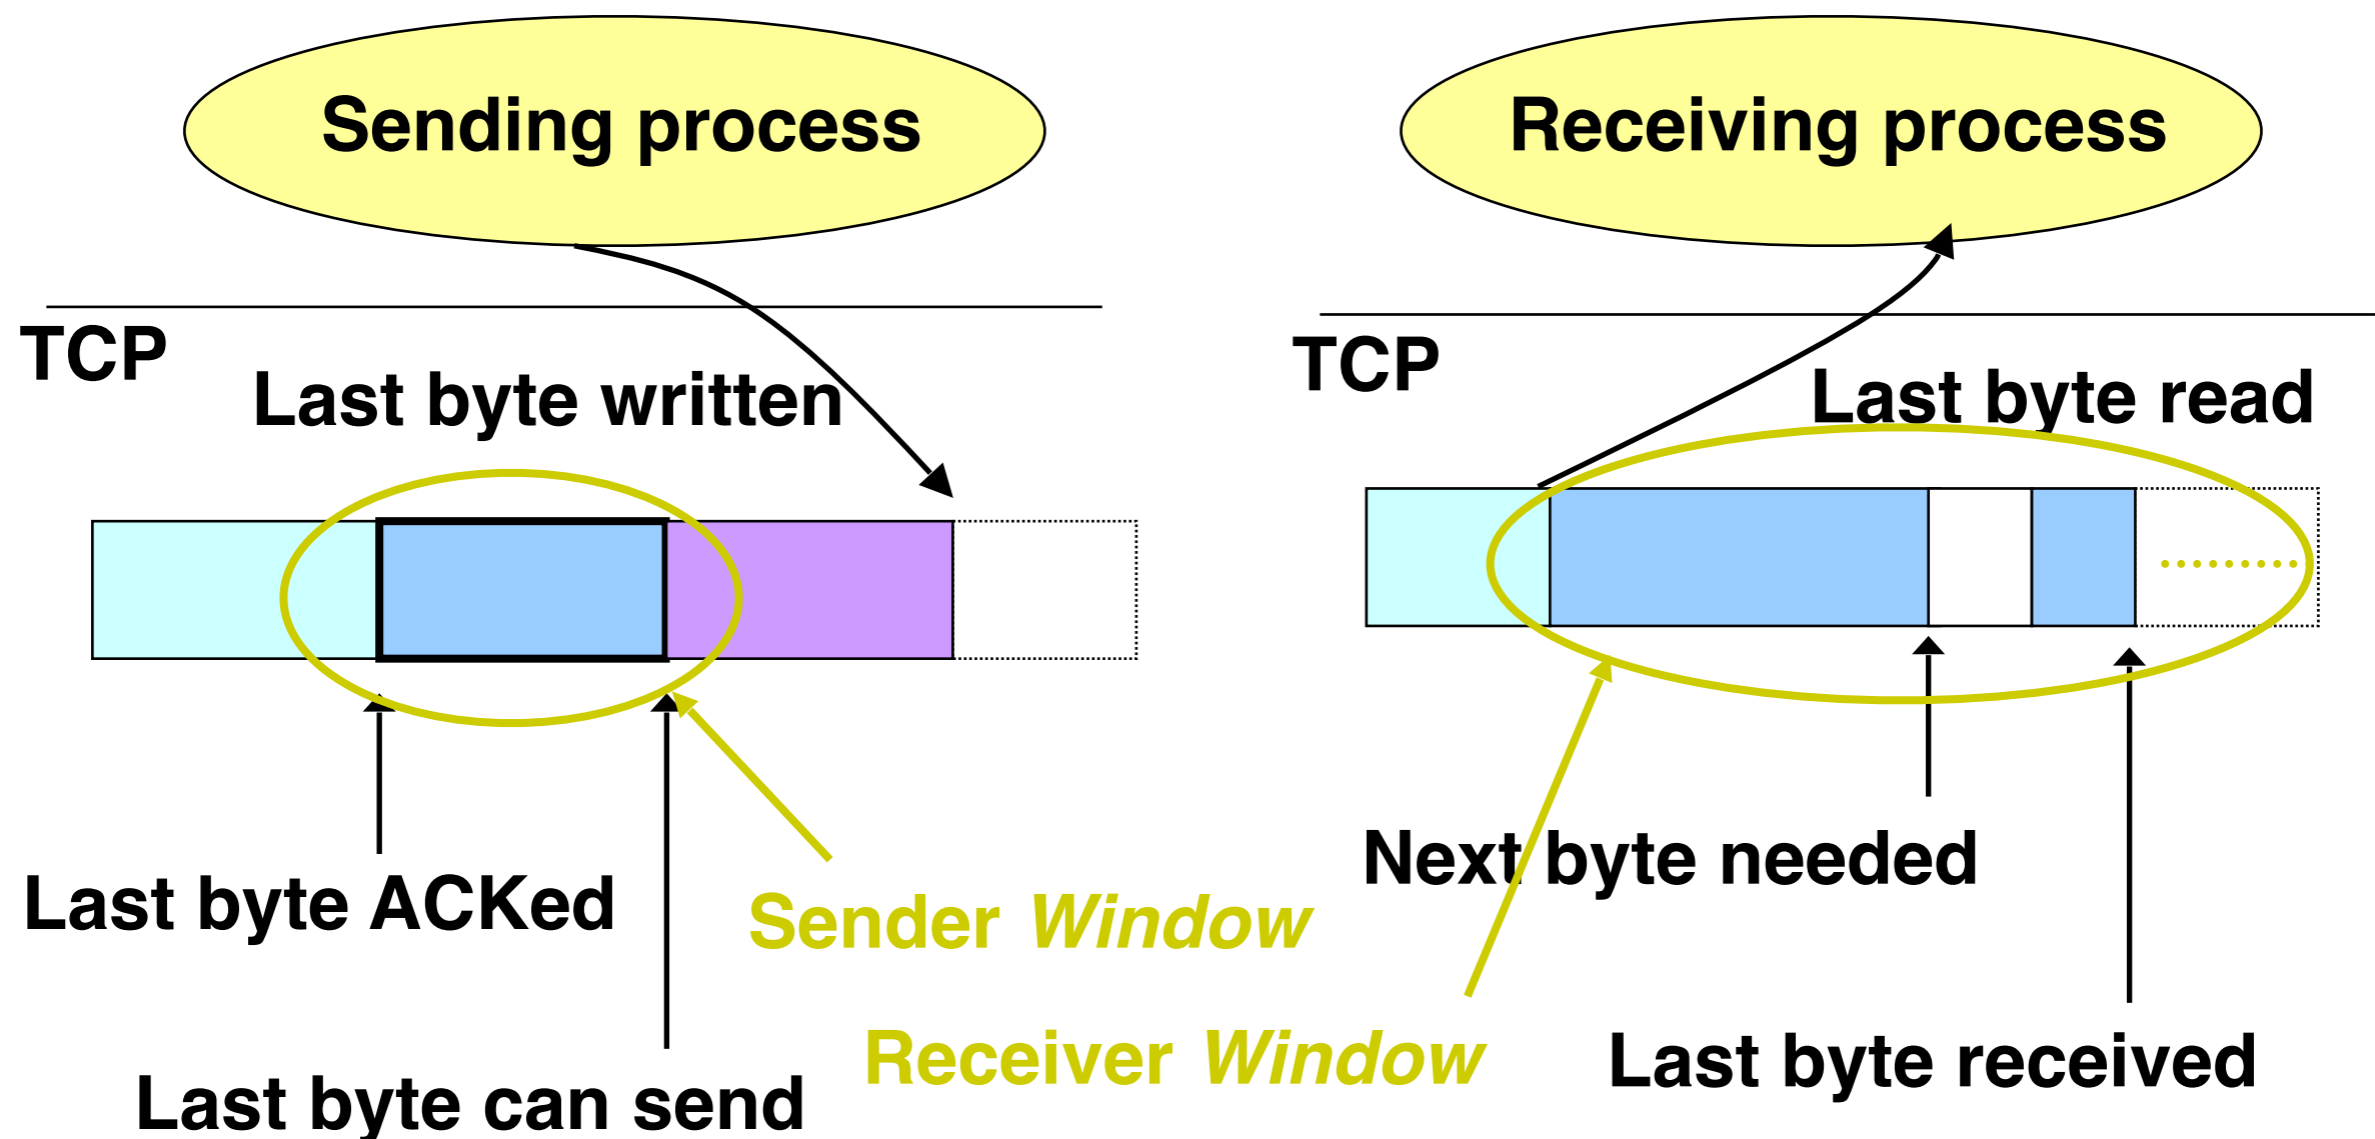 Sending process
Receiving process
TCP
TCP
Last byte written
Last byte read
Next byte needed
Last byte ACKed
Sender Window
Receiver Window
Last byte received
Last byte can send